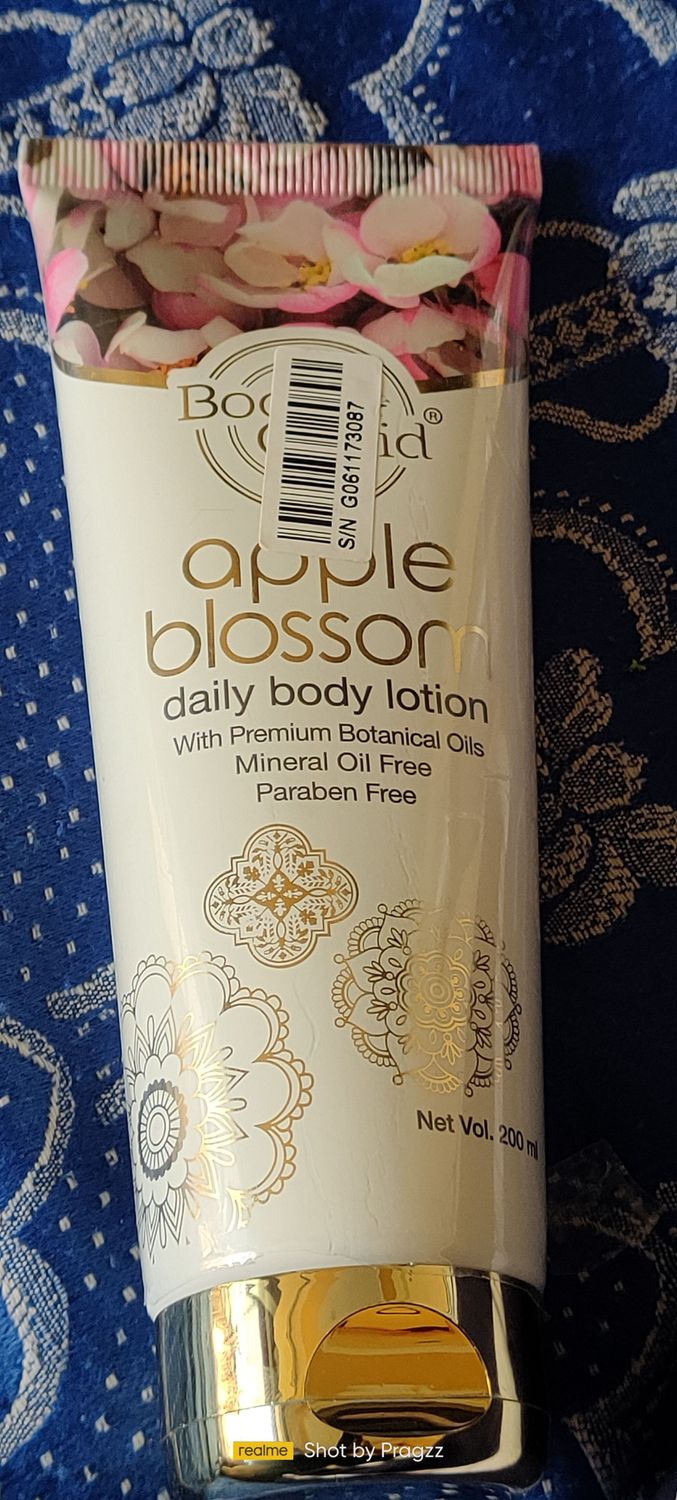 S/N G061173087
®
apple
blossom
daily body lotion
With Premium Botanical Oils
Mineral Oil Free
Paraben Free
Net Vol. 200 ml
realme Shot by Pragzz